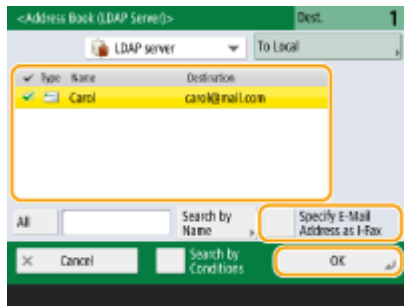 <Address Book (LDAP Server)> Dest. 1
LDAP server To Local
Type Name Destination
Carol carol@mail.com
All Search by Name Specify E-Mail Address as I-Fax
Cancel Search by Conditions OK